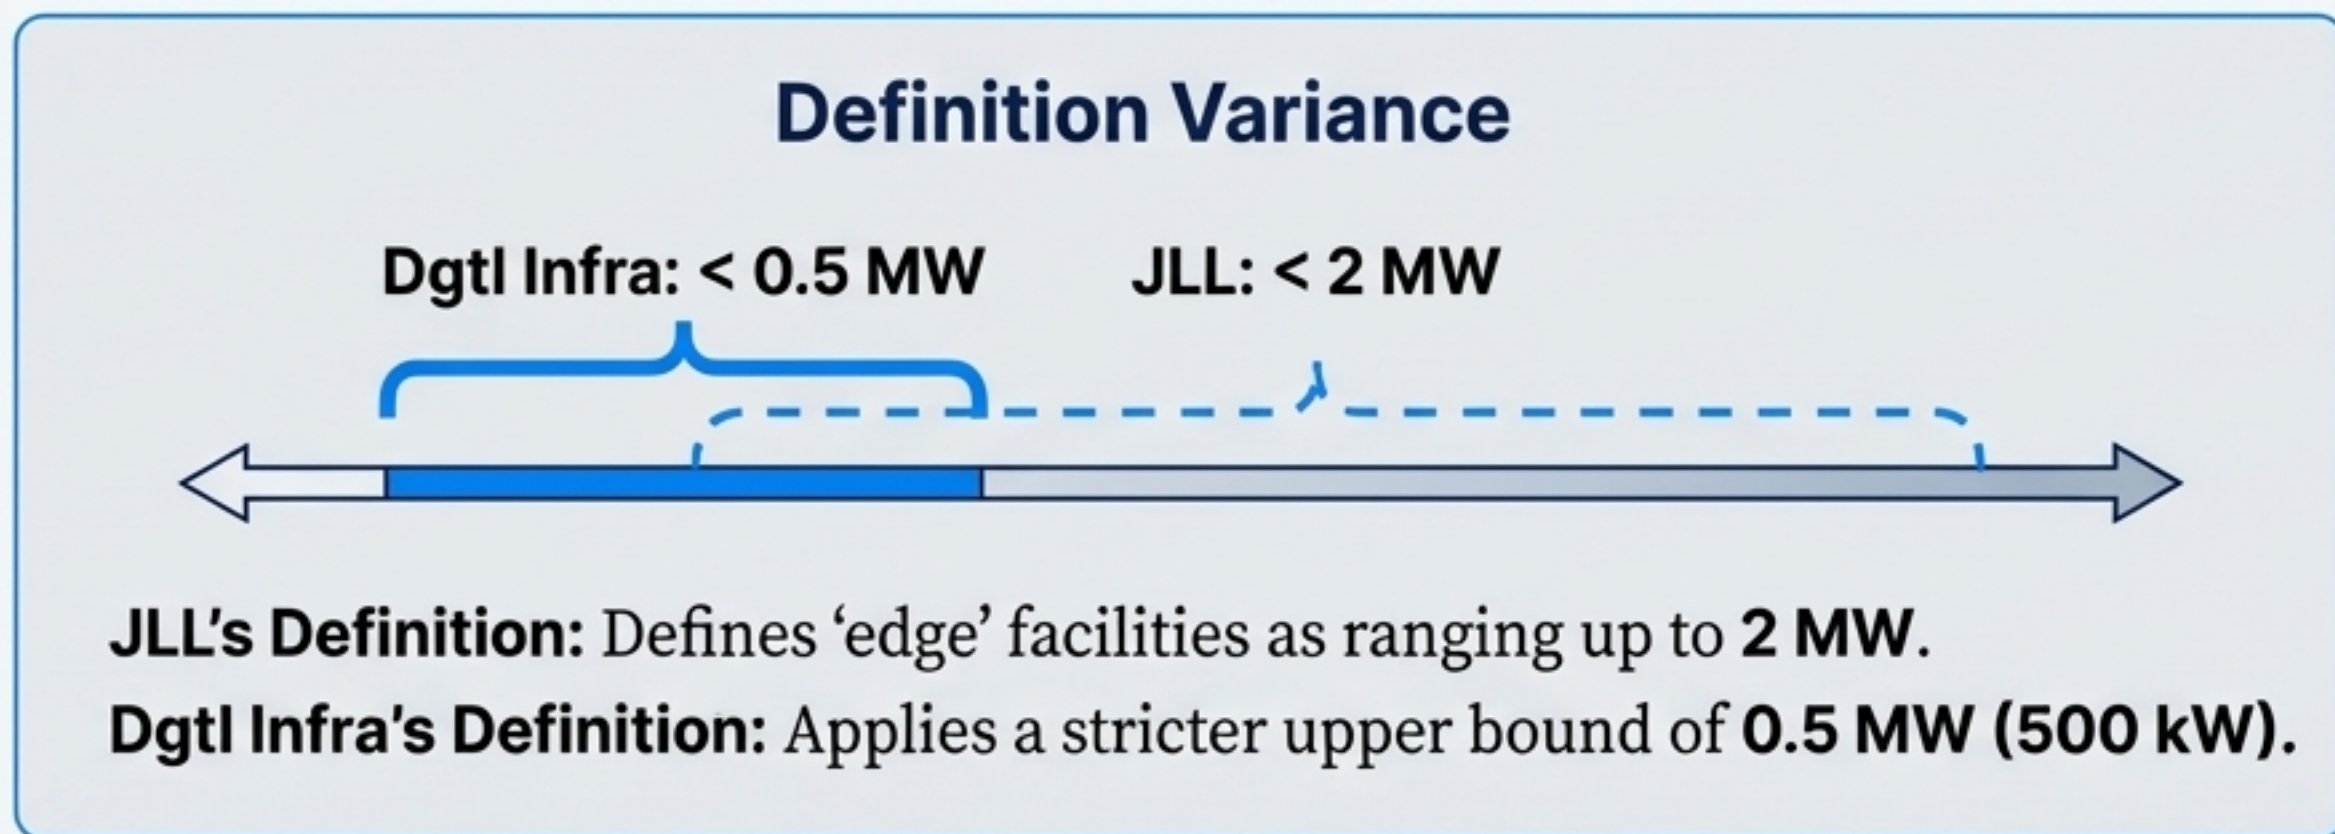 Definition Variance
Dgtl Infra: < 0.5 MW
JLL: < 2 MW
JLL’s Definition: Defines ‘edge’ facilities as ranging up to 2 MW.
Dgtl Infra’s Definition: Applies a stricter upper bound of 0.5 MW (500 kW).